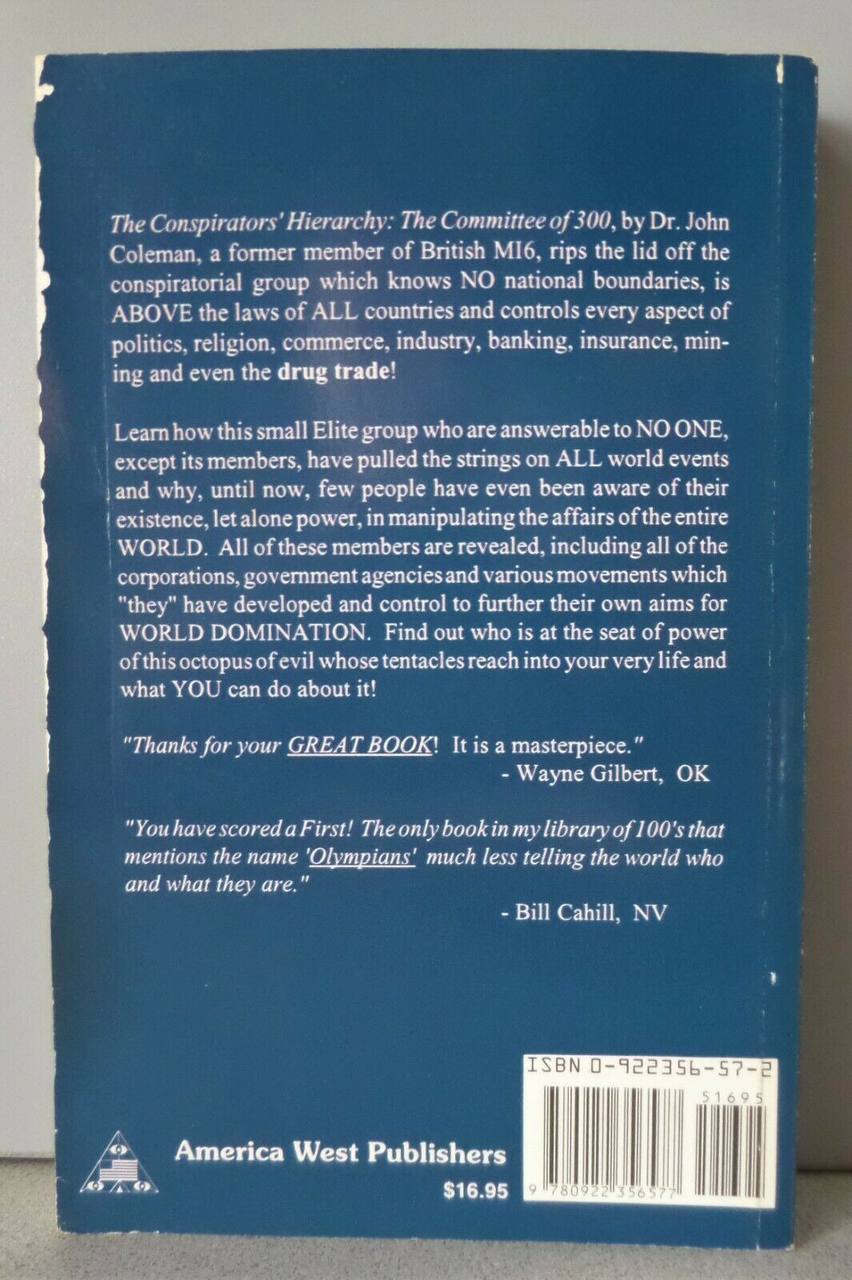 The Conspirators' Hierarchy: The Committee of 300, by Dr. John
Coleman, a former member of British MI6, rips the lid off the
conspiratorial group which knows NO national boundaries, is
ABOVE the laws of ALL countries and controls every aspect of
politics, religion, commerce, industry, banking, insurance, min-
ing and even the drug trade!
Learn how this small Elite group who are answerable to NO ONE,
except its members, have pulled the strings on ALL world events
and why, until now, few people have even been aware of their
existence, let alone power, in manipulating the affairs of the entire
WORLD. All of these members are revealed, including all of the
corporations, government agencies and various movements which
"they" have developed and control to further their own aims for
WORLD DOMINATION. Find out who is at the seat of power
of this octopus of evil whose tentacles reach into your very life and
what YOU can do about it!
"Thanks for your GREAT BOOK! It is a masterpiece."
- Wayne Gilbert, OK
"You have scored a First! The only book in my library of 100's that
mentions the name 'Olympians' much less telling the world who
and what they are."
- Bill Cahill, NV
ISBN 0-922356-57-2
51695
America West Publishers
$16.95
9 780922 356577